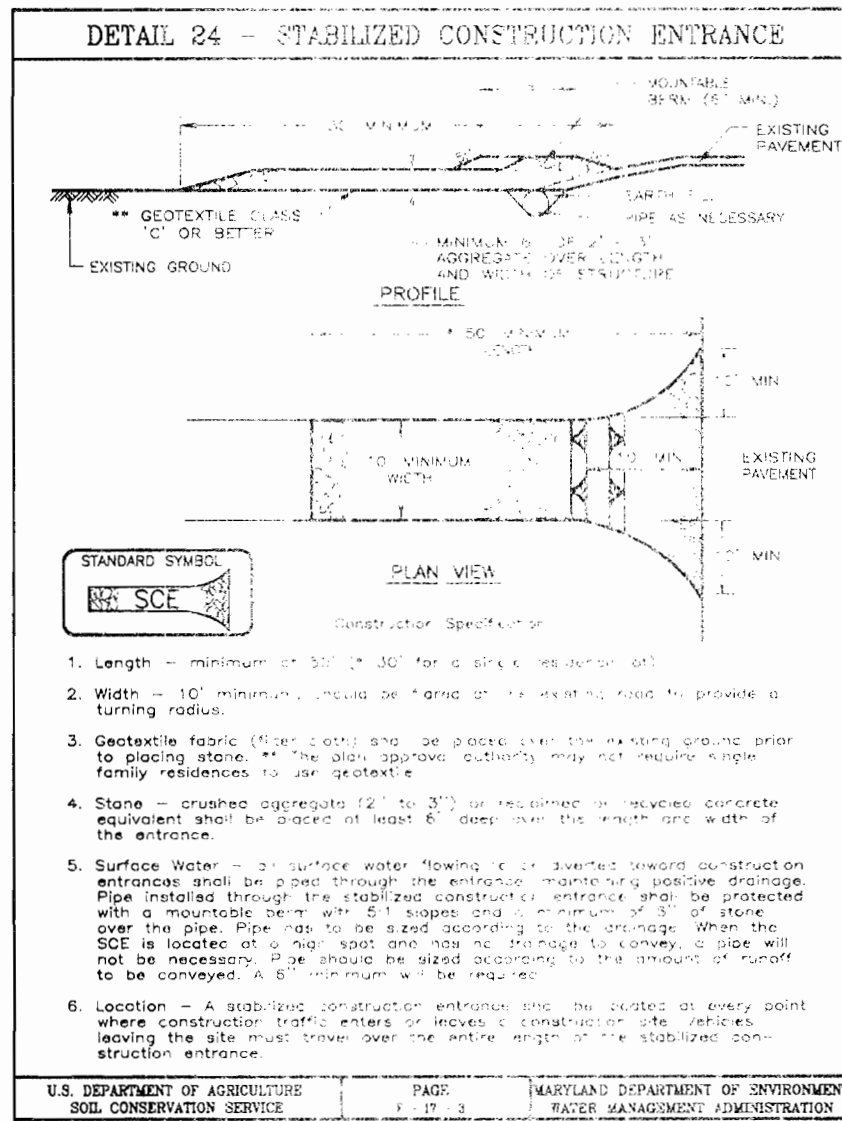 DETAIL 24 - STABILIZED CONSTRUCTION ENTRANCE
MOUNTABLE
BERM (6" MIN.)
MINIMUM
EXISTING
PAVEMENT
** GEOTEXTILE CLASS
'C' OR BETTER
EARTH FILL
PIPE AS NECESSARY
EXISTING GROUND
MINIMUM 6" OF 2" - 3"
AGGREGATE OVER LENGTH
AND WIDTH OF STRUCTURE
PROFILE
* 50' MINIMUM
LENGTH
10' MIN
10' MINIMUM
WIDTH
10' MIN
EXISTING
PAVEMENT
10' MIN
STANDARD SYMBOL
SCE
PLAN VIEW
Construction Specification
1. Length - minimum of 50' (* 30' for a single residence lot)
2. Width - 10' minimum, should be flared at the existing road to provide a
turning radius.
3. Geotextile fabric (filter cloth) shall be placed over the existing ground prior
to placing stone. ** The plan approval authority may not require single
family residences to use geotextile
4. Stone - crushed aggregate (2" to 3") or reclaimed or recycled concrete
equivalent shall be placed at least 6" deep over the length and width of
the entrance.
5. Surface Water - all surface water flowing to or diverted toward construction
entrances shall be piped through the entrance, maintaining positive drainage.
Pipe installed through the stabilized construction entrance shall be protected
with a mountable berm with 5:1 slopes and a minimum of 6" of stone
over the pipe. Pipe has to be sized according to the drainage. When the
SCE is located at a high spot and has no drainage to convey, a pipe will
not be necessary. Pipe should be sized according to the amount of runoff
to be conveyed. A 6" minimum will be required
6. Location - A stabilized construction entrance shall be located at every point
where construction traffic enters or leaves a construction site. Vehicles
leaving the site must travel over the entire length of the stabilized con-
struction entrance.
U.S. DEPARTMENT OF AGRICULTURE
SOIL CONSERVATION SERVICE
PAGE
F - 17 - 3
MARYLAND DEPARTMENT OF ENVIRONMEN
WATER MANAGEMENT ADMINISTRATION